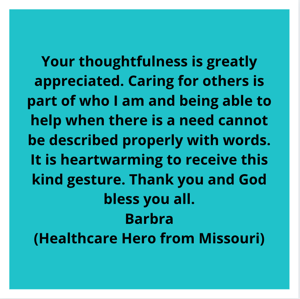 Your thoughtfulness is greatly
appreciated. Caring for others is
part of who I am and being able to
help when there is a need cannot
be described properly with words.
It is heartwarming to receive this
kind gesture. Thank you and God
bless you all.
Barbra
(Healthcare Hero from Missouri)